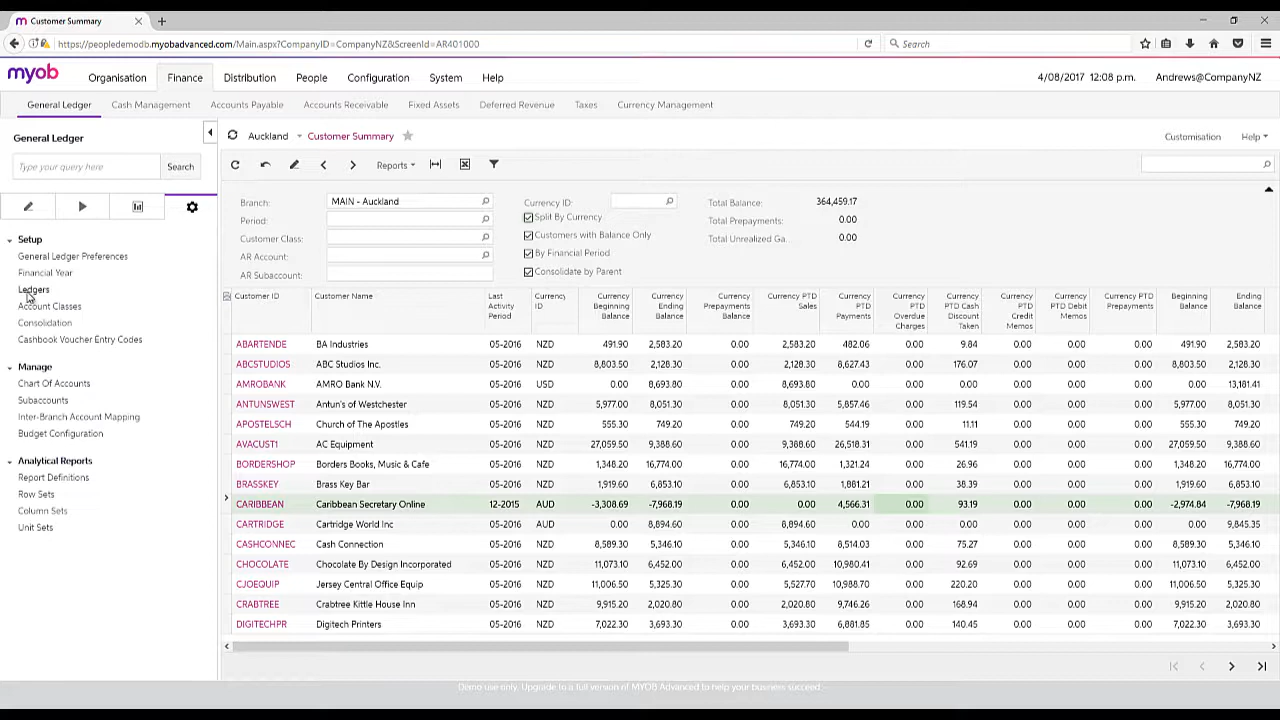 Customer Summary
https://peopledemodb.myobadvanced.com/Main.aspx?CompanyID=CompanyNZ&ScreenId=AR401000
Search
myob Organisation Finance Distribution People Configuration System Help 4/08/2017 12:08 p.m. Andrews@CompanyNZ
General Ledger Cash Management Accounts Payable Accounts Receivable Fixed Assets Deferred Revenue Taxes Currency Management
General Ledger
Type your query here Search
Setup
General Ledger Preferences
Financial Year
Ledgers
Account Classes
Consolidation
Cashbook Voucher Entry Codes
Manage
Chart Of Accounts
Subaccounts
Inter-Branch Account Mapping
Budget Configuration
Analytical Reports
Report Definitions
Row Sets
Column Sets
Unit Sets
Auckland Customer Summary Customisation Help
Reports
Branch: MAIN - Auckland Currency ID: Total Balance: 364,459.17
Period: Split By Currency Total Prepayments: 0.00
Customer Class: Customers with Balance Only Total Unrealized Ga... 0.00
AR Account: By Financial Period
AR Subaccount: Consolidate by Parent
Customer ID Customer Name Last Activity Period Currency ID Currency Beginning Balance Currency Ending Balance Currency Prepayments Balance Currency PTD Sales Currency PTD Payments Currency PTD Overdue Charges Currency PTD Cash Discount Taken Currency PTD Credit Memos Currency PTD Debit Memos Currency PTD Prepayments Beginning Balance Ending Balance
ABARTENDE BA Industries 05-2016 NZD 491.90 2,583.20 0.00 2,583.20 482.06 0.00 9.84 0.00 0.00 0.00 491.90 2,583.20
ABCSTUDIOS ABC Studios Inc. 05-2016 NZD 8,803.50 2,128.30 0.00 2,128.30 8,627.43 0.00 176.07 0.00 0.00 0.00 8,803.50 2,128.30
AMROBANK AMRO Bank N.V. 05-2016 USD 0.00 8,693.80 0.00 8,693.80 0.00 0.00 0.00 0.00 0.00 0.00 0.00 13,181.41
ANTUNSWEST Antun's of Westchester 05-2016 NZD 5,977.00 8,051.30 0.00 8,051.30 5,857.46 0.00 119.54 0.00 0.00 0.00 5,977.00 8,051.30
APOSTELSCH Church of The Apostles 05-2016 NZD 555.30 749.20 0.00 749.20 544.19 0.00 11.11 0.00 0.00 0.00 555.30 749.20
AVACUST1 AC Equipment 05-2016 NZD 27,059.50 9,388.60 0.00 9,388.60 26,518.31 0.00 541.19 0.00 0.00 0.00 27,059.50 9,388.60
BORDERSHOP Borders Books, Music & Cafe 05-2016 NZD 1,348.20 16,774.00 0.00 16,774.00 1,321.24 0.00 26.96 0.00 0.00 0.00 1,348.20 16,774.00
BRASSKEY Brass Key Bar 05-2016 NZD 1,919.60 6,853.10 0.00 6,853.10 1,881.21 0.00 38.39 0.00 0.00 0.00 1,919.60 6,853.10
CARIBBEAN Caribbean Secretary Online 12-2015 AUD -3,308.69 -7,968.19 0.00 0.00 4,566.31 0.00 93.19 0.00 0.00 0.00 -2,974.84 -7,968.19
CARTRIDGE Cartridge World Inc 05-2016 AUD 0.00 8,894.60 0.00 8,894.60 0.00 0.00 0.00 0.00 0.00 0.00 0.00 9,845.35
CASHCONNEC Cash Connection 05-2016 NZD 8,589.30 5,346.10 0.00 5,346.10 8,514.03 0.00 75.27 0.00 0.00 0.00 8,589.30 5,346.10
CHOCOLATE Chocolate By Design Incorporated 05-2016 NZD 11,073.10 6,452.00 0.00 6,452.00 10,980.41 0.00 92.69 0.00 0.00 0.00 11,073.10 6,452.00
CJOEQUIP Jersey Central Office Equip 05-2016 NZD 11,006.50 5,325.30 0.00 5,527.70 10,988.70 0.00 220.20 0.00 0.00 0.00 11,006.50 5,325.30
CRABTREE Crabtree Kittle House Inn 05-2016 NZD 9,915.20 2,020.80 0.00 2,020.80 9,746.26 0.00 168.94 0.00 0.00 0.00 9,915.20 2,020.80
DIGITECHPR Digitech Printers 05-2016 NZD 7,022.30 3,693.30 0.00 3,693.30 6,881.85 0.00 140.45 0.00 0.00 0.00 7,022.30 3,693.30
Demo use only. Upgrade to a full version of MYOB Advanced to help your business succeed